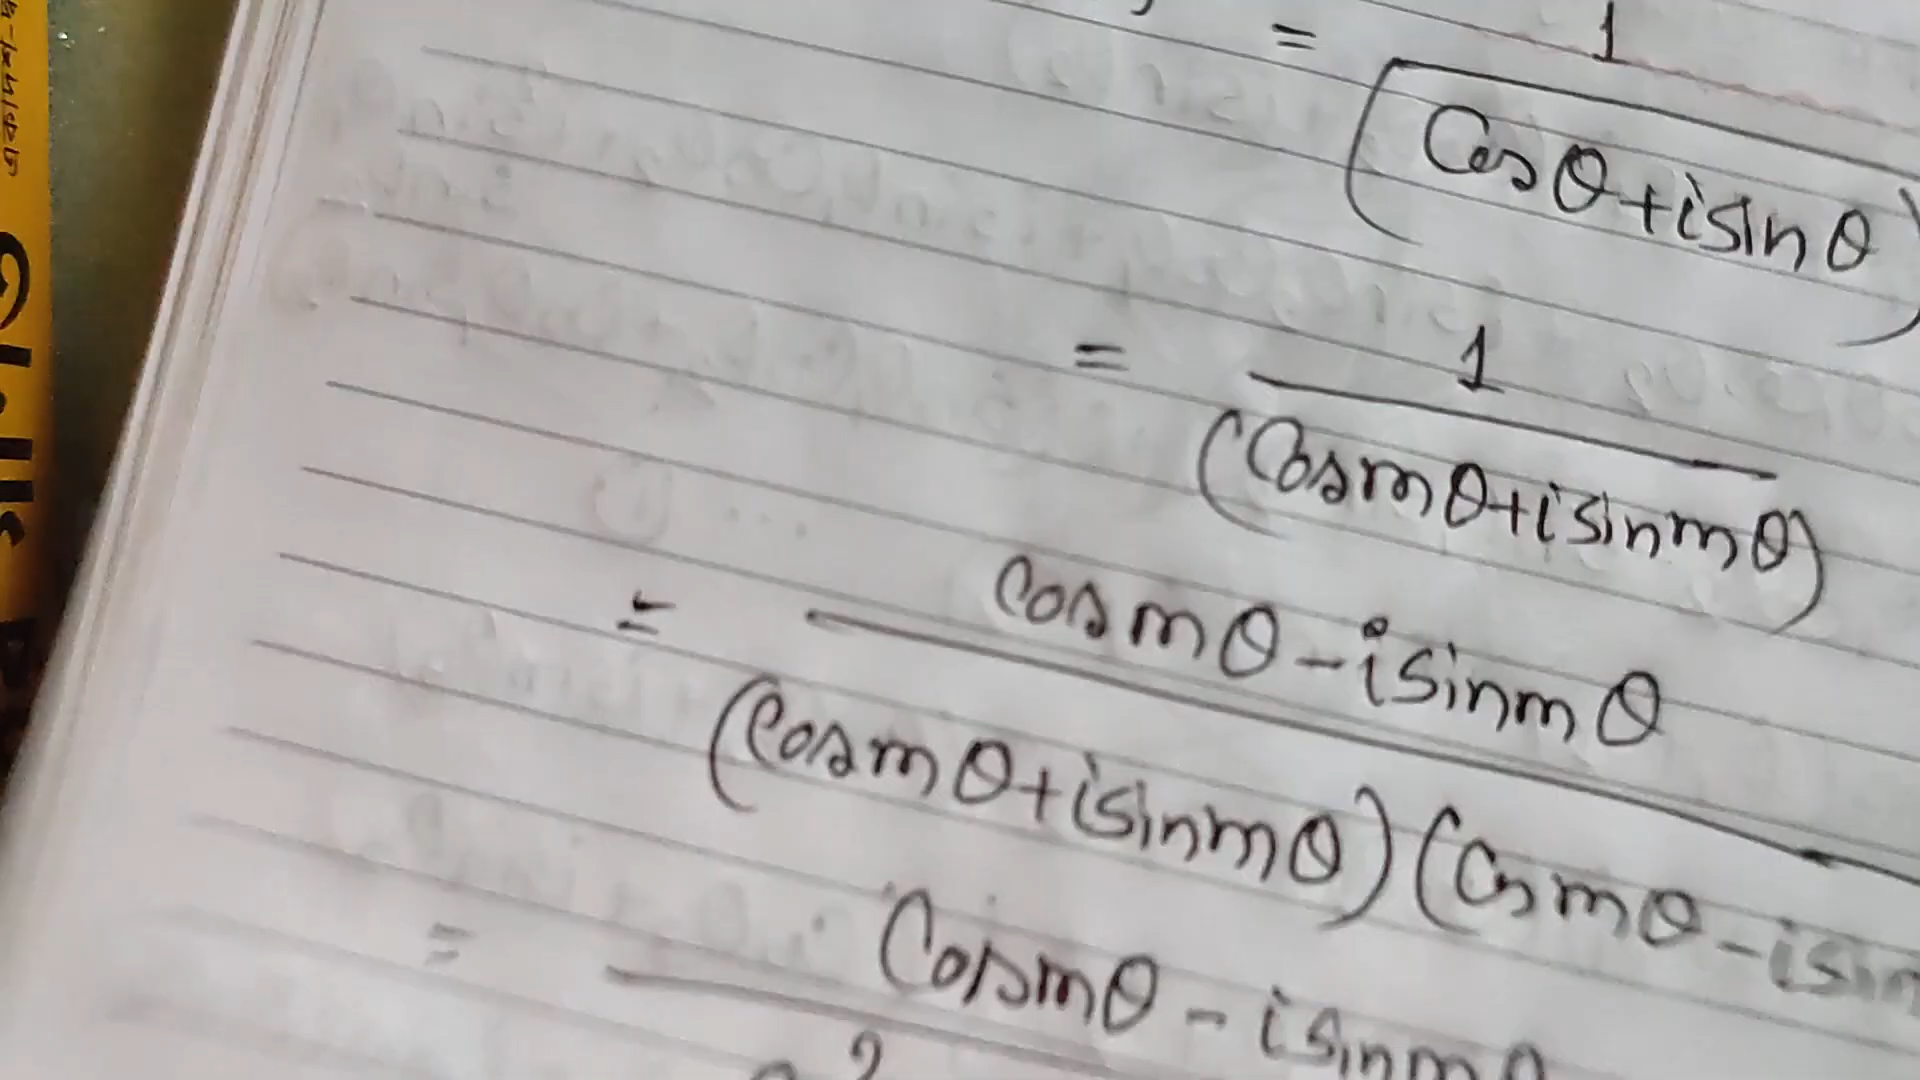 = 1
(Cosθ+isinθ)
= 1
(Cosmθ+isinmθ)
= Cosmθ-isinmθ
(Cosmθ+isinmθ)(Cosmθ-isin
= Cosmθ-isinmθ